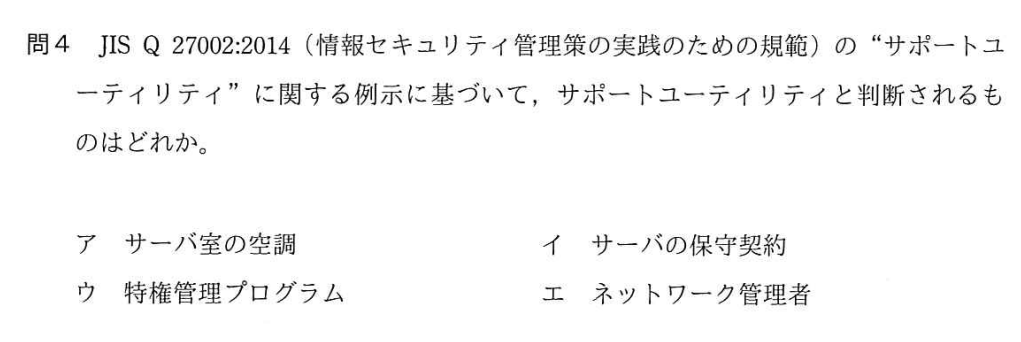 問4 JIS Q 27002:2014（情報セキュリティ管理策の実践のための規範）の“サポートユ
ーティリティ”に関する例示に基づいて，サポートユーティリティと判断されるも
のはどれか。
ア サーバ室の空調 イ サーバの保守契約
ウ 特権管理プログラム エ ネットワーク管理者